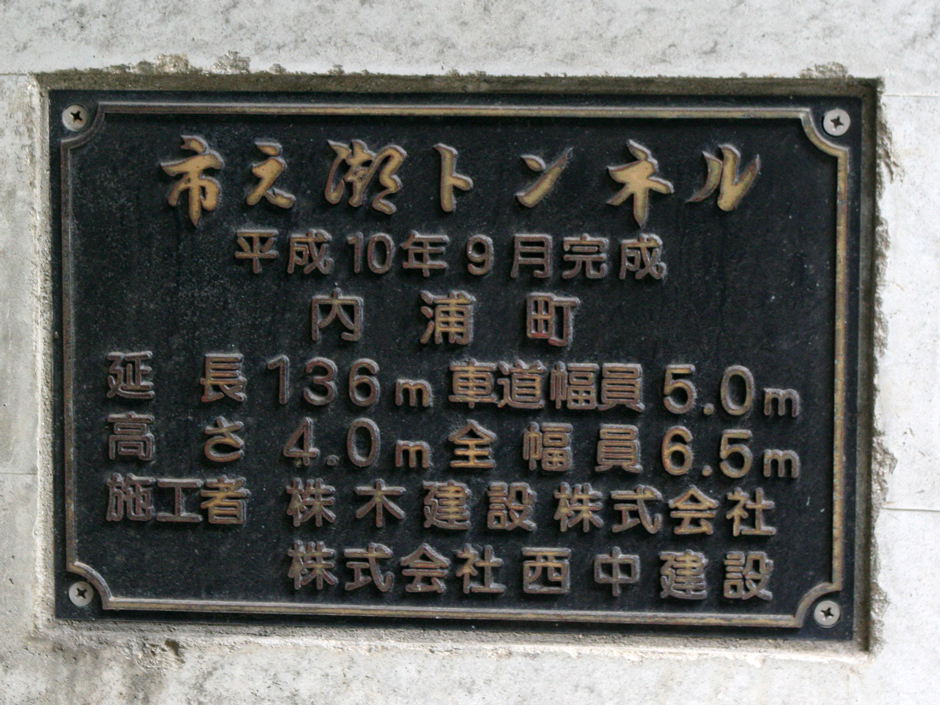 市え瀬トンネル
平成10年9月完成
内浦町
延長136m 車道幅員5.0m
高さ4.0m 全幅員6.5m
施工者 株木建設株式会社
株式会社西中建設